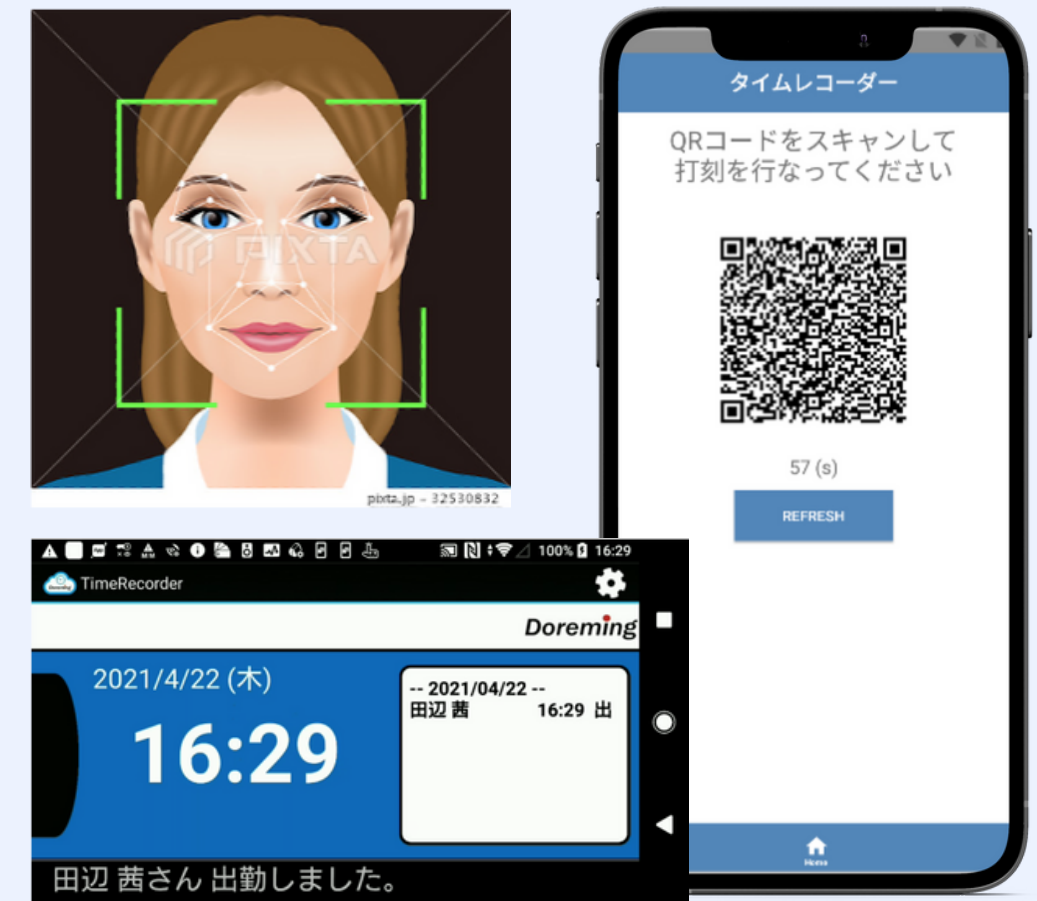 PIXTA
pixta.jp - 32530832
タイムレコーダー
QRコードをスキャンして
打刻を行なってください
57 (s)
REFRESH
Home
100% 16:29
TimeRecorder
Doreming
2021/4/22 (木)
16:29
-- 2021/04/22 --
田辺 茜 16:29 出
田辺 茜さん 出勤しました。